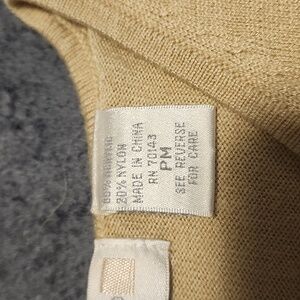 20% NYLON
MADE IN CHINA
RN 70143
PM
SEE REVERSE
FOR CARE